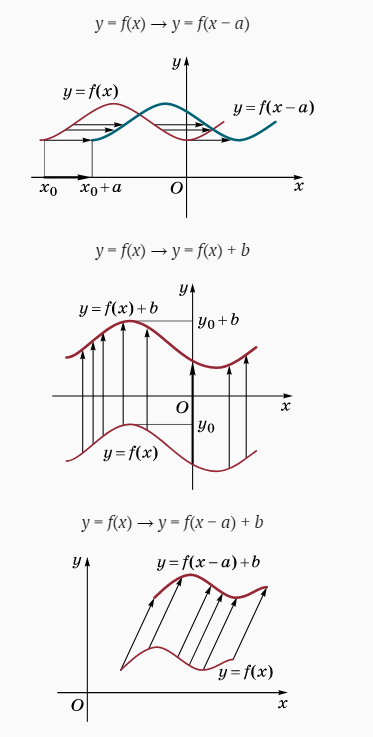 y = f(x) → y = f(x − a)
y
y=f(x)
y=f(x−a)
x₀ x₀+a O x
y = f(x) → y = f(x) + b
y
y=f(x)+b
y₀+b
O x
y₀
y=f(x)
y = f(x) → y = f(x − a) + b
y y=f(x−a)+b
y=f(x)
O x